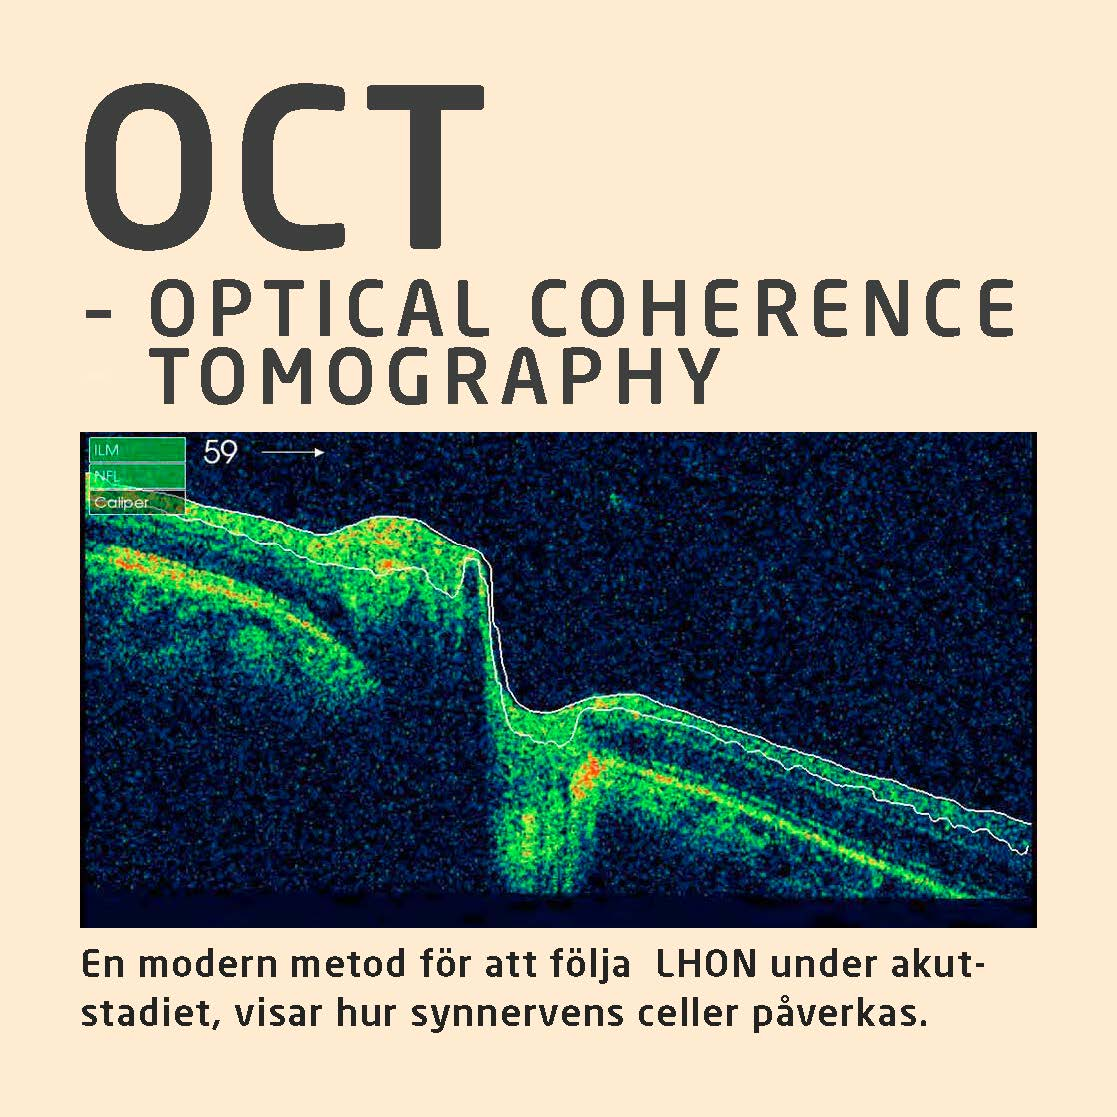 OCT
- OPTICAL COHERENCE
TOMOGRAPHY
ILM
59
NFL
Caliper
En modern metod för att följa LHON under akut-
stadiet, visar hur synnervens celler påverkas.